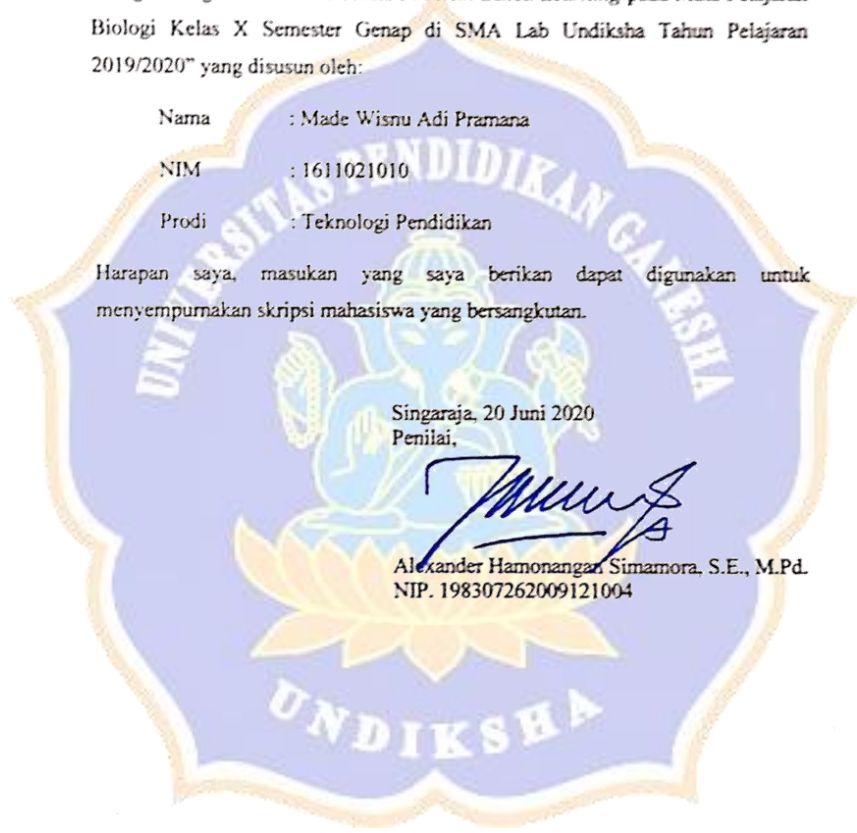 Biologi Kelas X Semester Genap di SMA Lab Undiksha Tahun Pelajaran
2019/2020” yang disusun oleh:
Nama : Made Wisnu Adi Pramana
NIM : 1611021010
Prodi : Teknologi Pendidikan
Harapan saya, masukan yang saya berikan dapat digunakan untuk
menyempurnakan skripsi mahasiswa yang bersangkutan.
Singaraja, 20 Juni 2020
Penilai,
Alexander Hamonangan Simamora, S.E., M.Pd.
NIP. 198307262009121004
UNIVERSITAS PENDIDIKAN GANESHA
UNDIKSHA